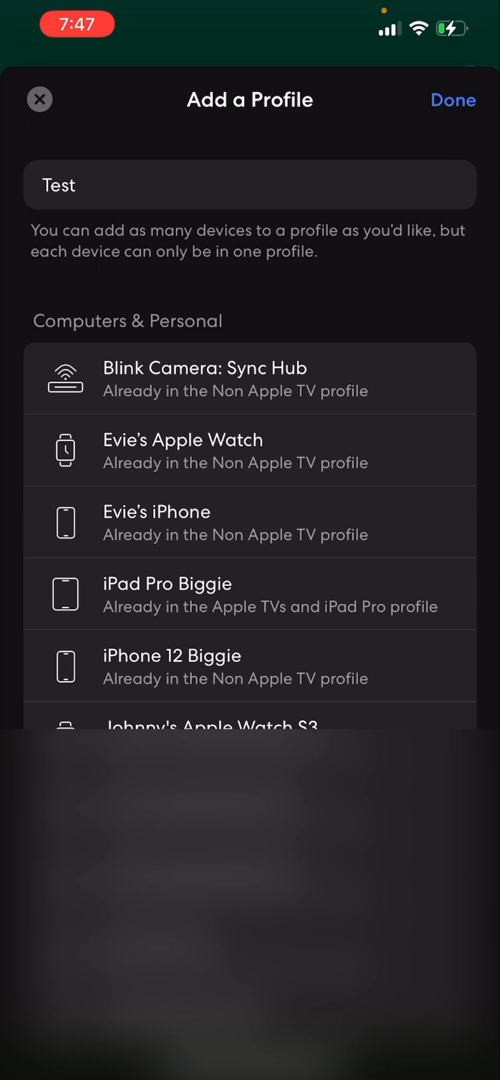 7:47
Add a Profile
Done
Test
You can add as many devices to a profile as you'd like, but
each device can only be in one profile.
Computers & Personal
Blink Camera: Sync Hub
Already in the Non Apple TV profile
Evie's Apple Watch
Already in the Non Apple TV profile
Evie's iPhone
Already in the Non Apple TV profile
iPad Pro Biggie
Already in the Apple TVs and iPad Pro profile
iPhone 12 Biggie
Already in the Non Apple TV profile
Johnny's Apple Watch S3